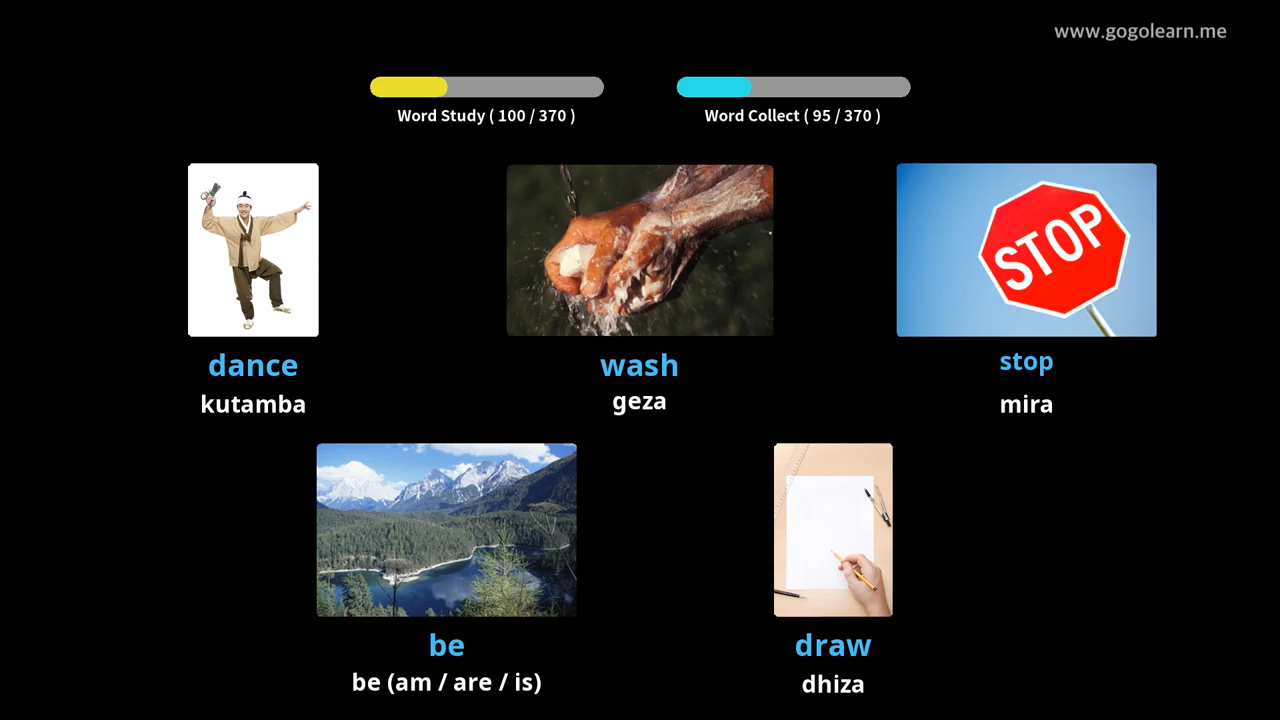 www.gogolearn.me
Word Study ( 100 / 370 )
Word Collect ( 95 / 370 )
STOP
dance
kutamba
wash
geza
stop
mira
be
be (am / are / is)
draw
dhiza